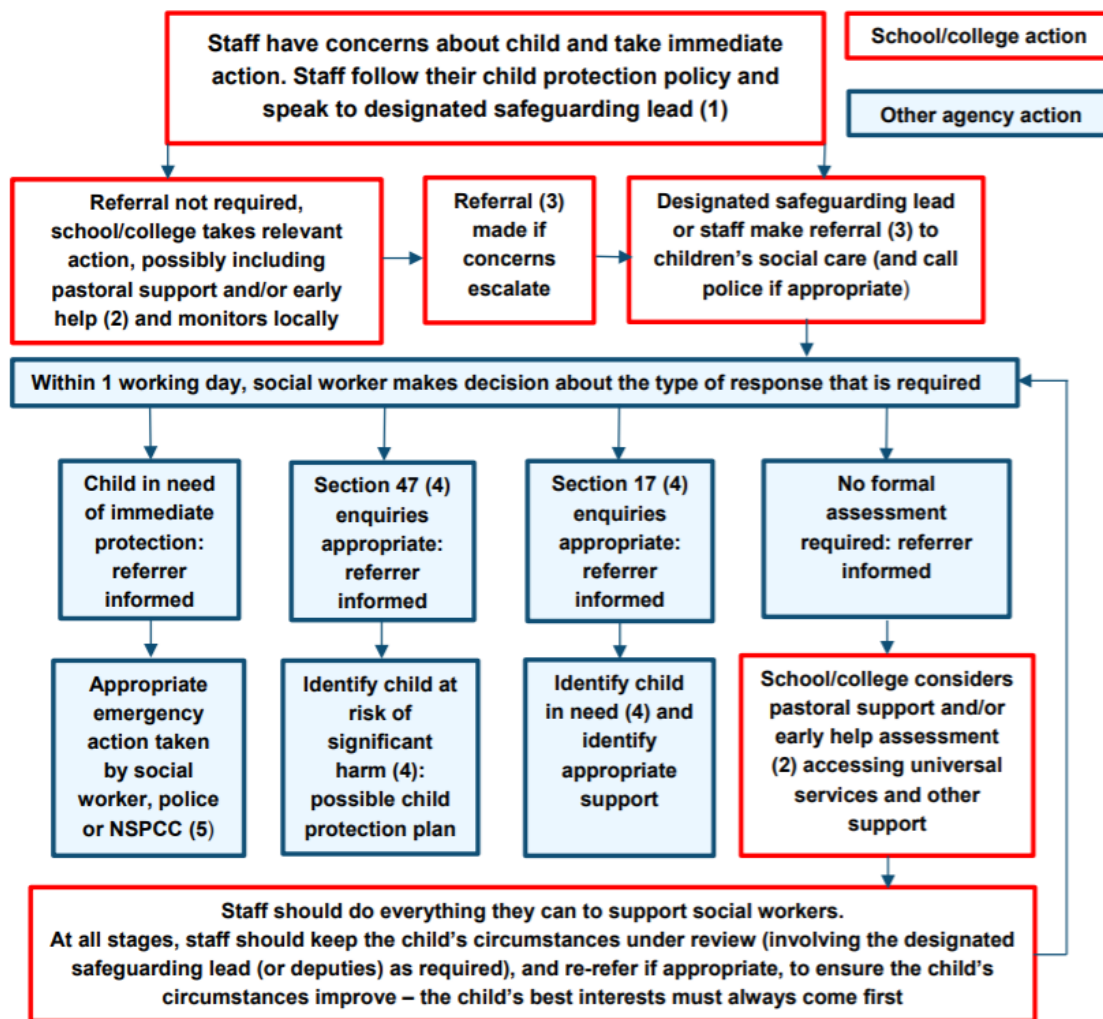 Staff have concerns about child and take immediate
action. Staff follow their child protection policy and
speak to designated safeguarding lead (1)
School/college action
Other agency action
Referral not required,
school/college takes relevant
action, possibly including
pastoral support and/or early
help (2) and monitors locally
Referral (3)
made if
concerns
escalate
Designated safeguarding lead
or staff make referral (3) to
children’s social care (and call
police if appropriate)
Within 1 working day, social worker makes decision about the type of response that is required
Child in need
of immediate
protection:
referrer
informed
Section 47 (4)
enquiries
appropriate:
referrer
informed
Section 17 (4)
enquiries
appropriate:
referrer
informed
No formal
assessment
required: referrer
informed
Appropriate
emergency
action taken
by social
worker, police
or NSPCC (5)
Identify child at
risk of
significant
harm (4):
possible child
protection plan
Identify child
in need (4) and
identify
appropriate
support
School/college considers
pastoral support and/or
early help assessment
(2) accessing universal
services and other
support
Staff should do everything they can to support social workers.
At all stages, staff should keep the child’s circumstances under review (involving the designated
safeguarding lead (or deputies) as required), and re-refer if appropriate, to ensure the child’s
circumstances improve – the child’s best interests must always come first